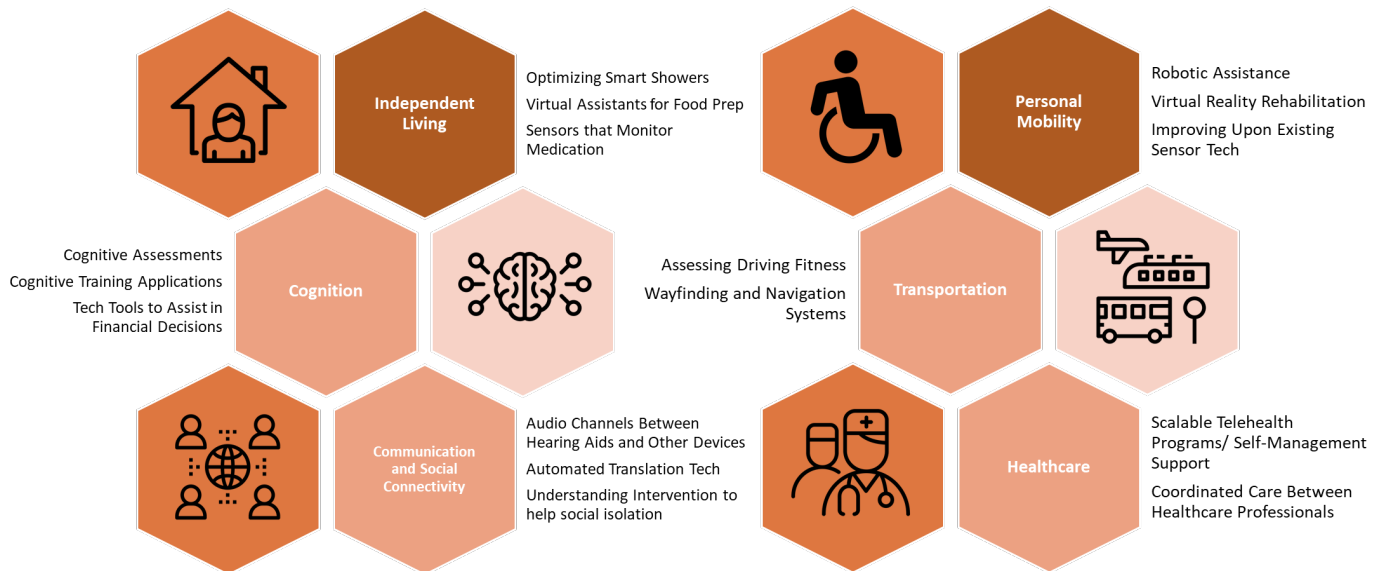 Independent
Living
Optimizing Smart Showers
Virtual Assistants for Food Prep
Sensors that Monitor
Medication
Cognitive Assessments
Cognitive Training Applications
Tech Tools to Assist in
Financial Decisions
Cognition
Communication
and Social
Connectivity
Audio Channels Between
Hearing Aids and Other Devices
Automated Translation Tech
Understanding Intervention to
help social isolation
Personal
Mobility
Robotic Assistance
Virtual Reality Rehabilitation
Improving Upon Existing
Sensor Tech
Assessing Driving Fitness
Wayfinding and Navigation
Systems
Transportation
Healthcare
Scalable Telehealth
Programs/ Self-Management
Support
Coordinated Care Between
Healthcare Professionals